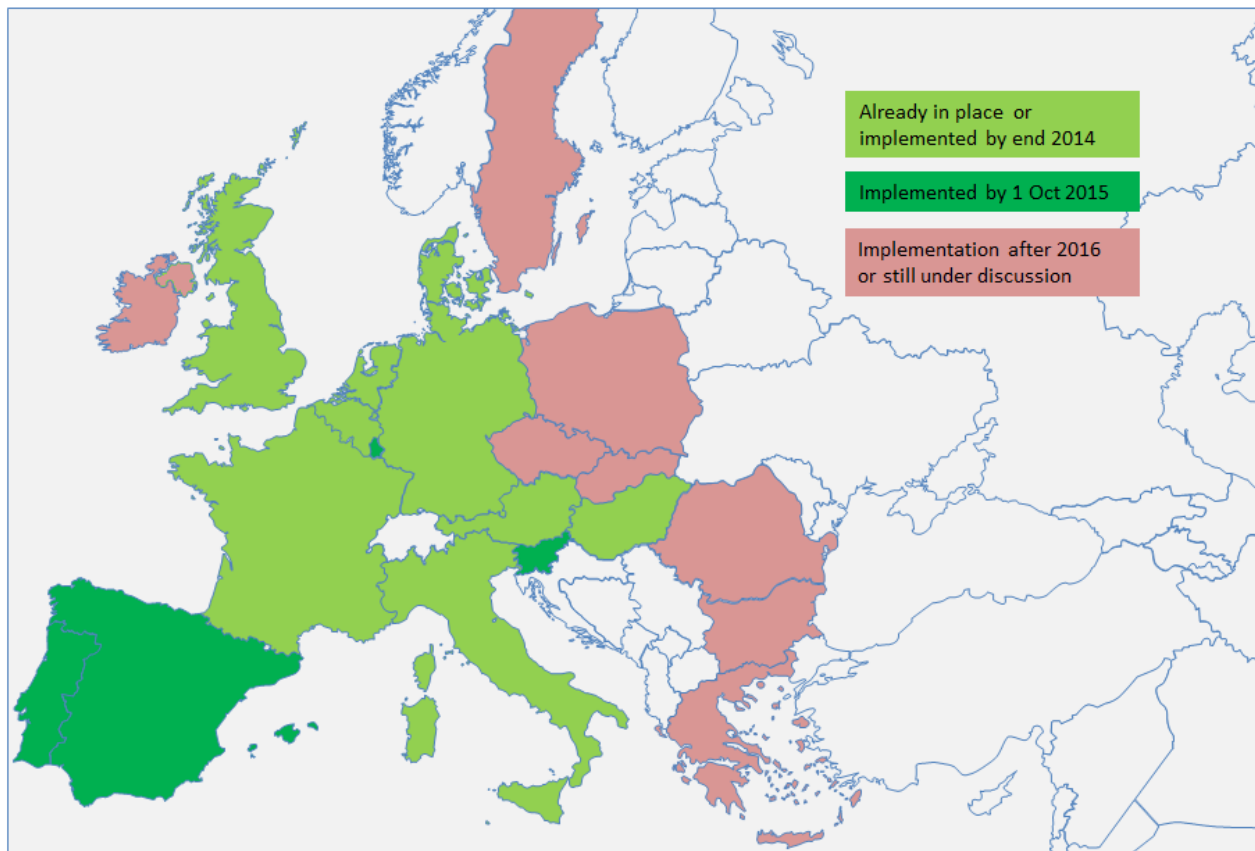 Already in place or
implemented by end 2014
Implemented by 1 Oct 2015
Implementation after 2016
or still under discussion